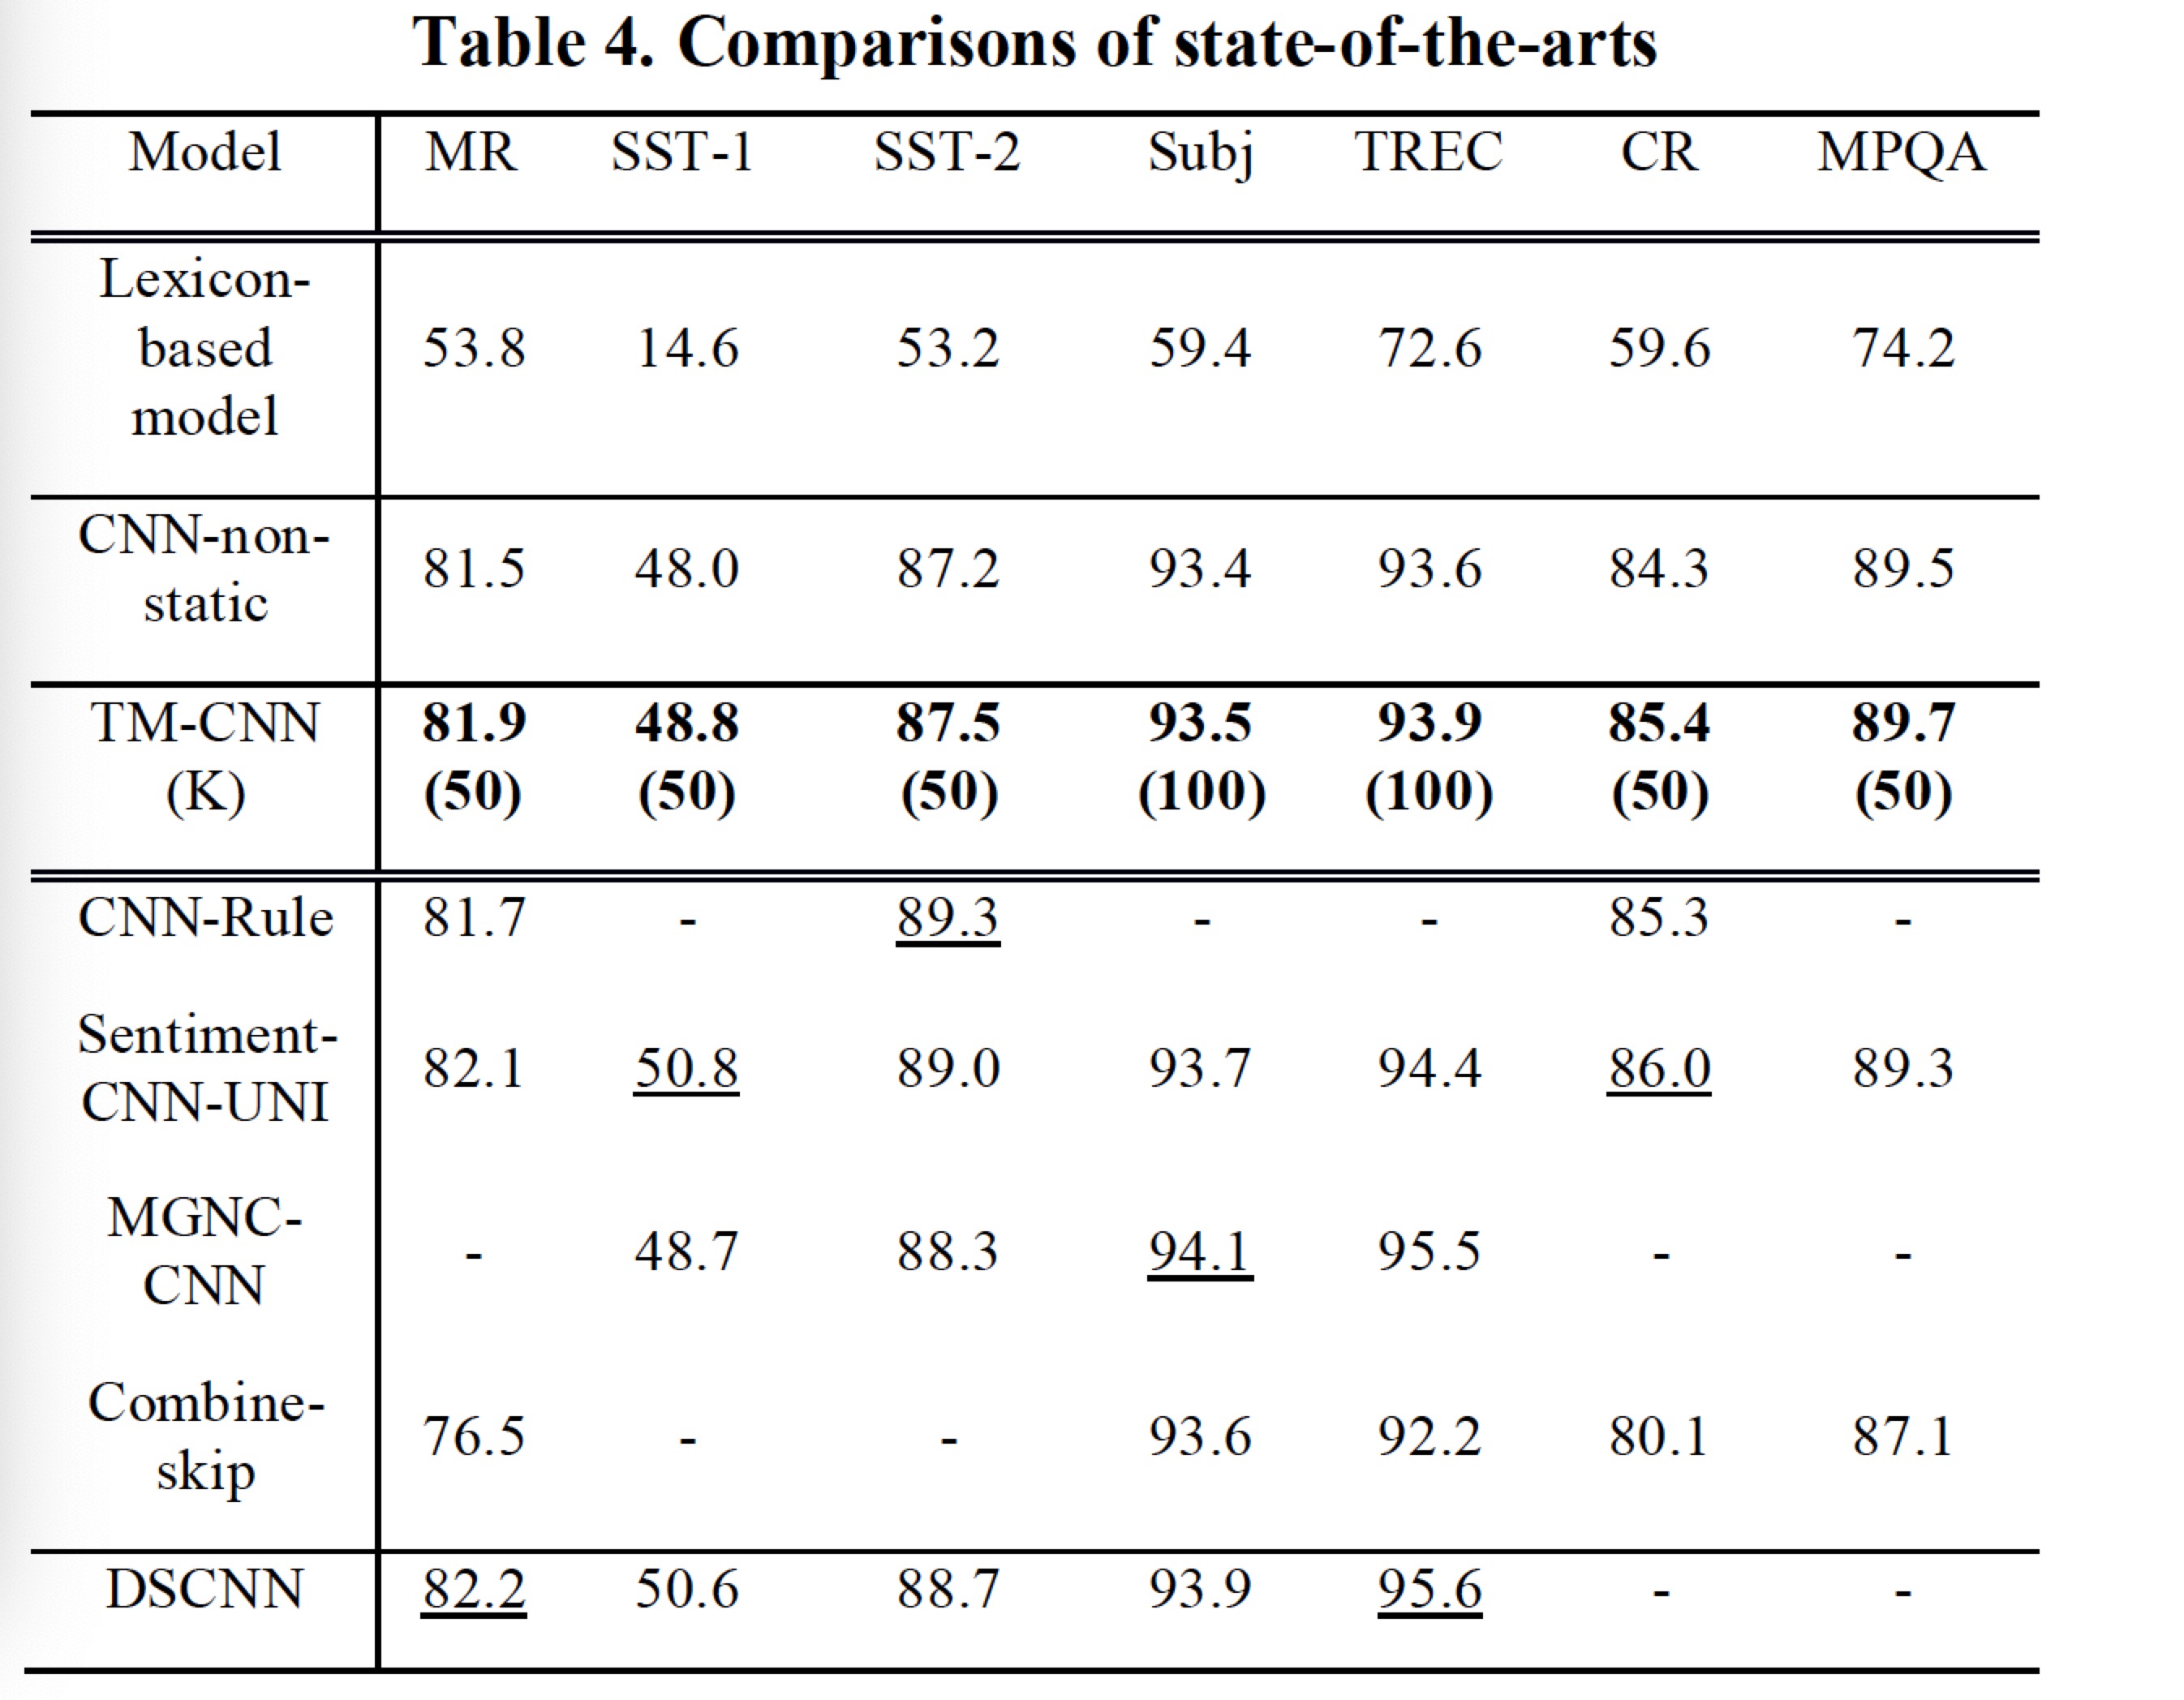 Table 4. Comparisons of state-of-the-arts
Model MR SST-1 SST-2 Subj TREC CR MPQA
Lexicon-
based
model
53.8 14.6 53.2 59.4 72.6 59.6 74.2
CNN-non-
static
81.5 48.0 87.2 93.4 93.6 84.3 89.5
TM-CNN 81.9 48.8 87.5 93.5 93.9 85.4 89.7
(K) (50) (50) (50) (100) (100) (50) (50)
CNN-Rule 81.7 - 89.3 - - 85.3 -
Sentiment-
CNN-UNI
82.1 50.8 89.0 93.7 94.4 86.0 89.3
MGNC-
CNN
- 48.7 88.3 94.1 95.5 - -
Combine-
skip
76.5 - - 93.6 92.2 80.1 87.1
DSCNN 82.2 50.6 88.7 93.9 95.6 - -